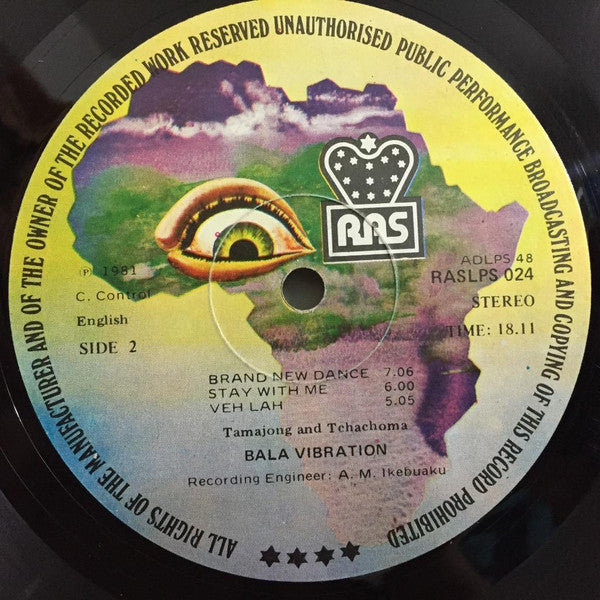 ALL RIGHTS OF THE MANUFACTURER AND OF THE OWNER OF THE RECORDED WORK RESERVED UNAUTHORISED PUBLIC PERFORMANCE BROADCASTING AND COPYING OF THIS RECORD PROHIBITED
RAS
ADLPS 48
RASLPS 024
STEREO
TIME: 18.11
℗ 1981
C. Control
English
SIDE 2
BRAND NEW DANCE 7.06
STAY WITH ME 6.00
VEH LAH 5.05
Tamajong and Tchachoma
BALA VIBRATION
Recording Engineer: A. M. Ikebuaku